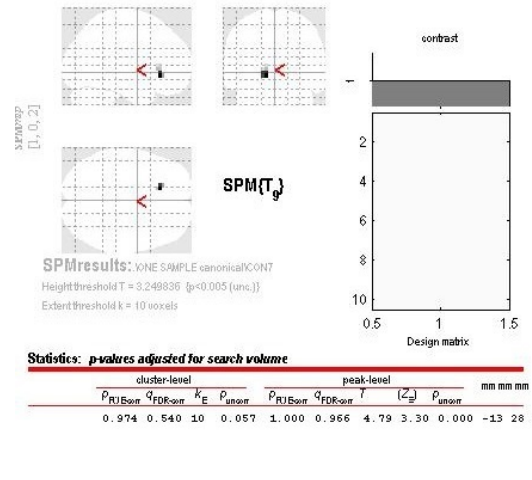 contrast
1
SPMmip
[1, 0, 2]
<
<
<
SPM{T9}
2
4
6
8
10
0.5 1 1.5
Design matrix
SPMresults: .\ONE SAMPLE canonical\CON7
Height threshold T = 3.249836 {p<0.005 (unc.)}
Extent threshold k = 10 voxels
Statistics: p-values adjusted for search volume
cluster-level peak-level mm mm mm
pFWE-corr qFDR-corr kE puncorr pFWE-corr qFDR-corr T (Z≡) puncorr
0.974 0.540 10 0.057 1.000 0.966 4.79 3.30 0.000 -13 28